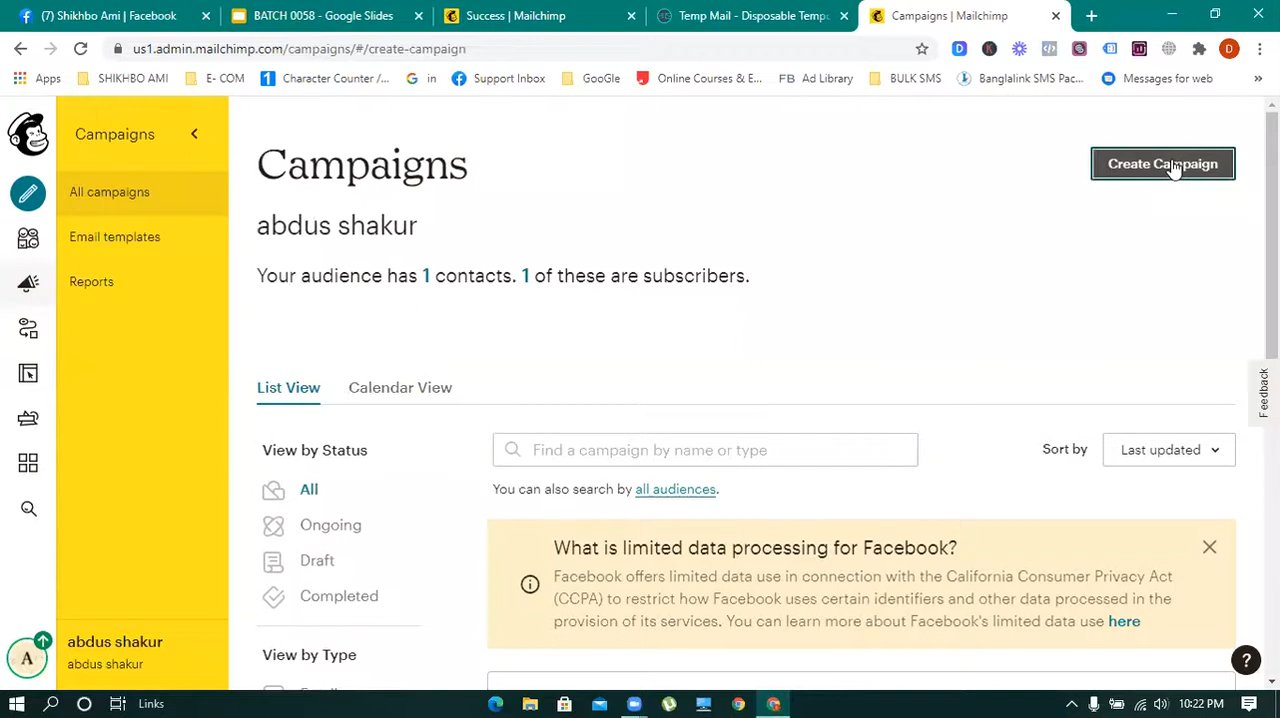 (7) Shikhbo Ami | Facebook
BATCH 0058 - Google Slides
Success | Mailchimp
Temp Mail - Disposable Tempo
Campaigns | Mailchimp
us1.admin.mailchimp.com/campaigns/#/create-campaign
D
Apps
SHIKHBO AMI
E- COM
Character Counter /...
in
Support Inbox
GooGle
Online Courses & E...
FB Ad Library
BULK SMS
Banglalink SMS Pac...
Messages for web
»
Campaigns
All campaigns
Email templates
Reports
Campaigns
Create Campaign
abdus shakur
Your audience has 1 contacts. 1 of these are subscribers.
List View
Calendar View
Feedback
View by Status
Find a campaign by name or type
Sort by
Last updated
You can also search by all audiences.
All
Ongoing
Draft
Completed
What is limited data processing for Facebook?
Facebook offers limited data use in connection with the California Consumer Privacy Act
(CCPA) to restrict how Facebook uses certain identifiers and other data processed in the
provision of its services. You can learn more about Facebook's limited data use here
View by Type
A
abdus shakur
abdus shakur
?
Links
10:22 PM